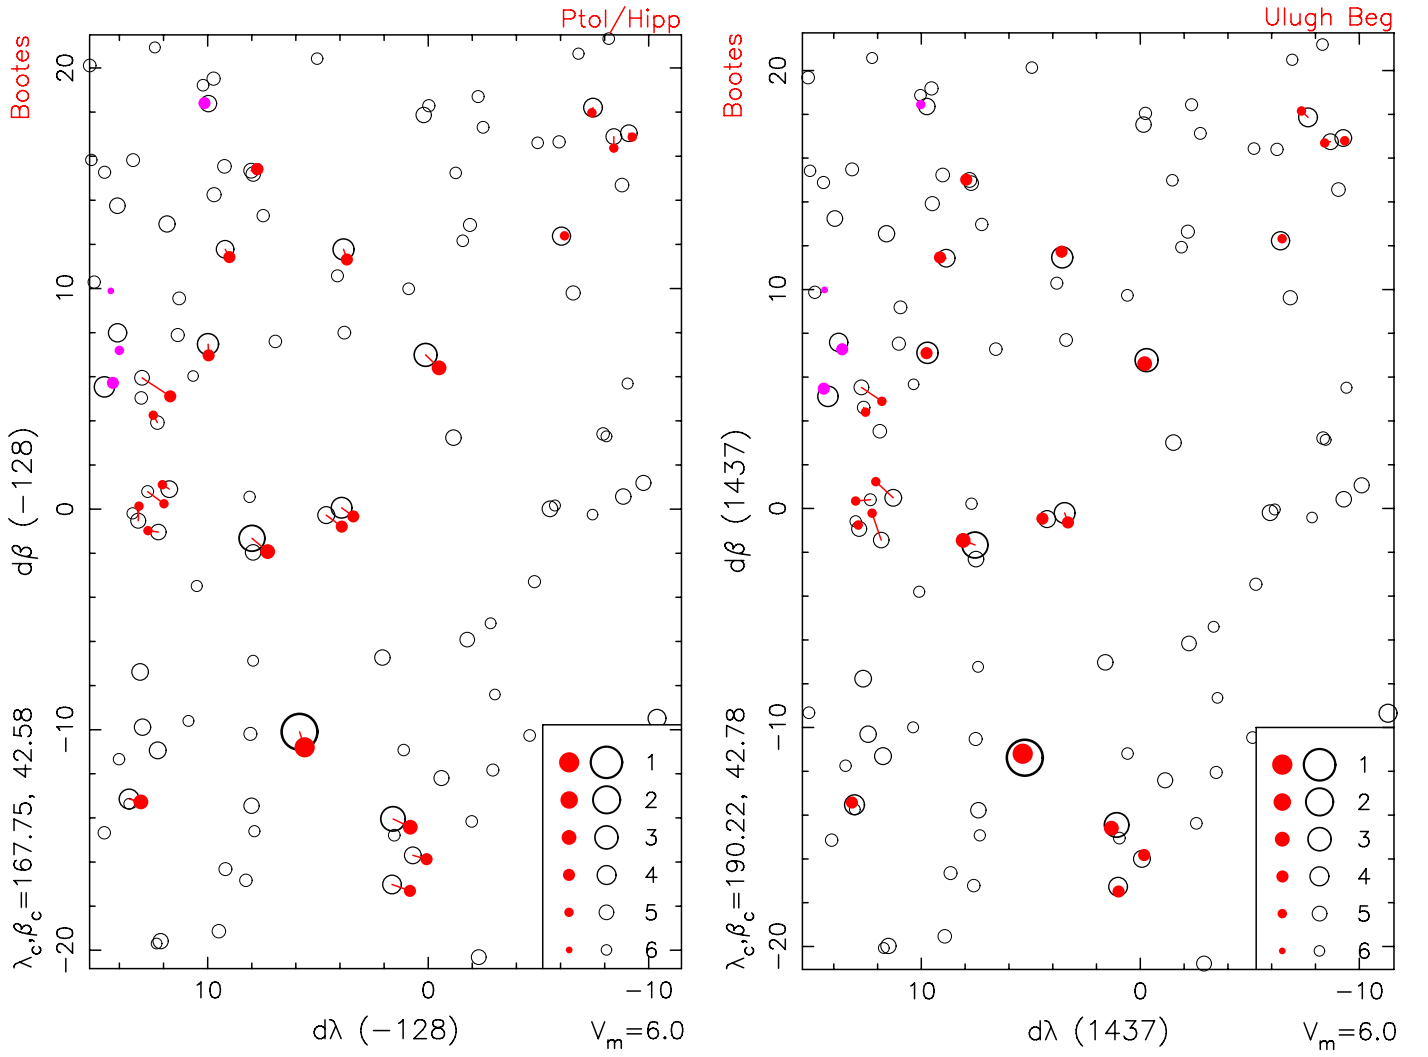 Ptol/Hipp
Bootes
20
10
0
-10
-20
dβ (-128)
λc,βc=167.75, 42.58
1
2
3
4
5
6
10
0
-10
dλ (-128)
Vm=6.0
Ulugh Beg
Bootes
20
10
0
-10
-20
dβ (1437)
λc,βc=190.22, 42.78
1
2
3
4
5
6
10
0
-10
dλ (1437)
Vm=6.0